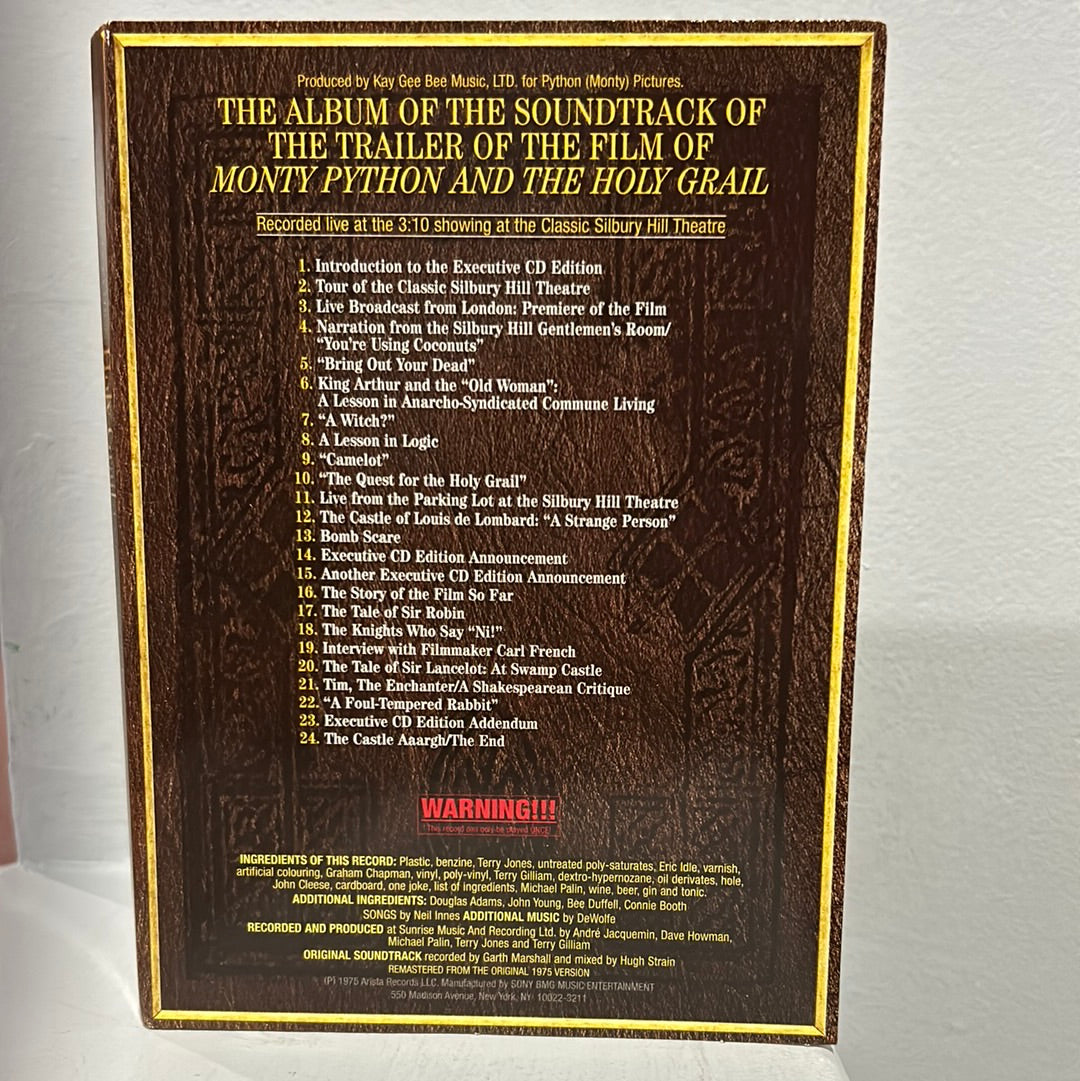 Produced by Kay Gee Bee Music, LTD. for Python (Monty) Pictures.
THE ALBUM OF THE SOUNDTRACK OF
THE TRAILER OF THE FILM OF
MONTY PYTHON AND THE HOLY GRAIL
Recorded live at the 3:10 showing at the Classic Silbury Hill Theatre
1. Introduction to the Executive CD Edition
2. Tour of the Classic Silbury Hill Theatre
3. Live Broadcast from London: Premiere of the Film
4. Narration from the Silbury Hill Gentlemen's Room/
"You're Using Coconuts"
5. "Bring Out Your Dead"
6. King Arthur and the "Old Woman":
A Lesson in Anarcho-Syndicated Commune Living
7. "A Witch?"
8. A Lesson in Logic
9. "Camelot"
10. "The Quest for the Holy Grail"
11. Live from the Parking Lot at the Silbury Hill Theatre
12. The Castle of Louis de Lombard: "A Strange Person"
13. Bomb Scare
14. Executive CD Edition Announcement
15. Another Executive CD Edition Announcement
16. The Story of the Film So Far
17. The Tale of Sir Robin
18. The Knights Who Say "Ni!"
19. Interview with Filmmaker Carl French
20. The Tale of Sir Lancelot: At Swamp Castle
21. Tim, The Enchanter/A Shakespearean Critique
22. "A Foul-Tempered Rabbit"
23. Executive CD Edition Addendum
24. The Castle Aaargh/The End
WARNING!!!
This record can only be played ONCE!
INGREDIENTS OF THIS RECORD: Plastic, benzine, Terry Jones, untreated poly-saturates, Eric Idle, varnish,
artificial colouring, Graham Chapman, vinyl, poly-vinyl, Terry Gilliam, dextro-hypernozane, oil derivates, hole,
John Cleese, cardboard, one joke, list of ingredients, Michael Palin, wine, beer, gin and tonic.
ADDITIONAL INGREDIENTS: Douglas Adams, John Young, Bee Duffell, Connie Booth
SONGS by Neil Innes ADDITIONAL MUSIC by DeWolfe
RECORDED AND PRODUCED at Sunrise Music And Recording Ltd. by André Jacquemin, Dave Howman,
Michael Palin, Terry Jones and Terry Gilliam
ORIGINAL SOUNDTRACK recorded by Garth Marshall and mixed by Hugh Strain
REMASTERED FROM THE ORIGINAL 1975 VERSION
(P) 1975 Arista Records LLC. Manufactured by SONY BMG MUSIC ENTERTAINMENT
550 Madison Avenue, New York, NY 10022-3211